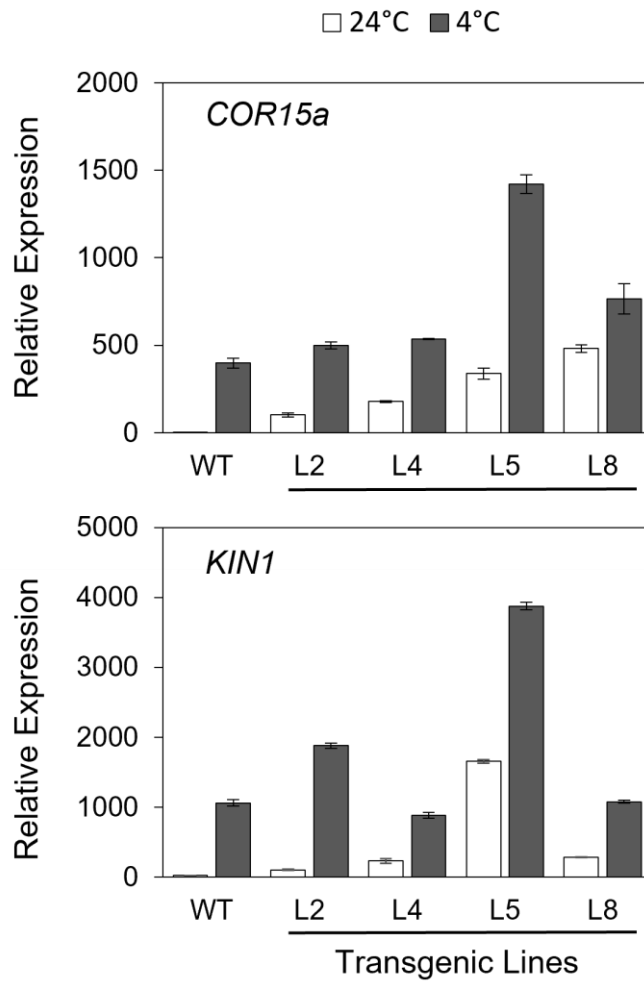 24°C 4°C
COR15a
Relative Expression
2000
1500
1000
500
0
WT L2 L4 L5 L8
KIN1
Relative Expression
5000
4000
3000
2000
1000
0
WT L2 L4 L5 L8
Transgenic Lines